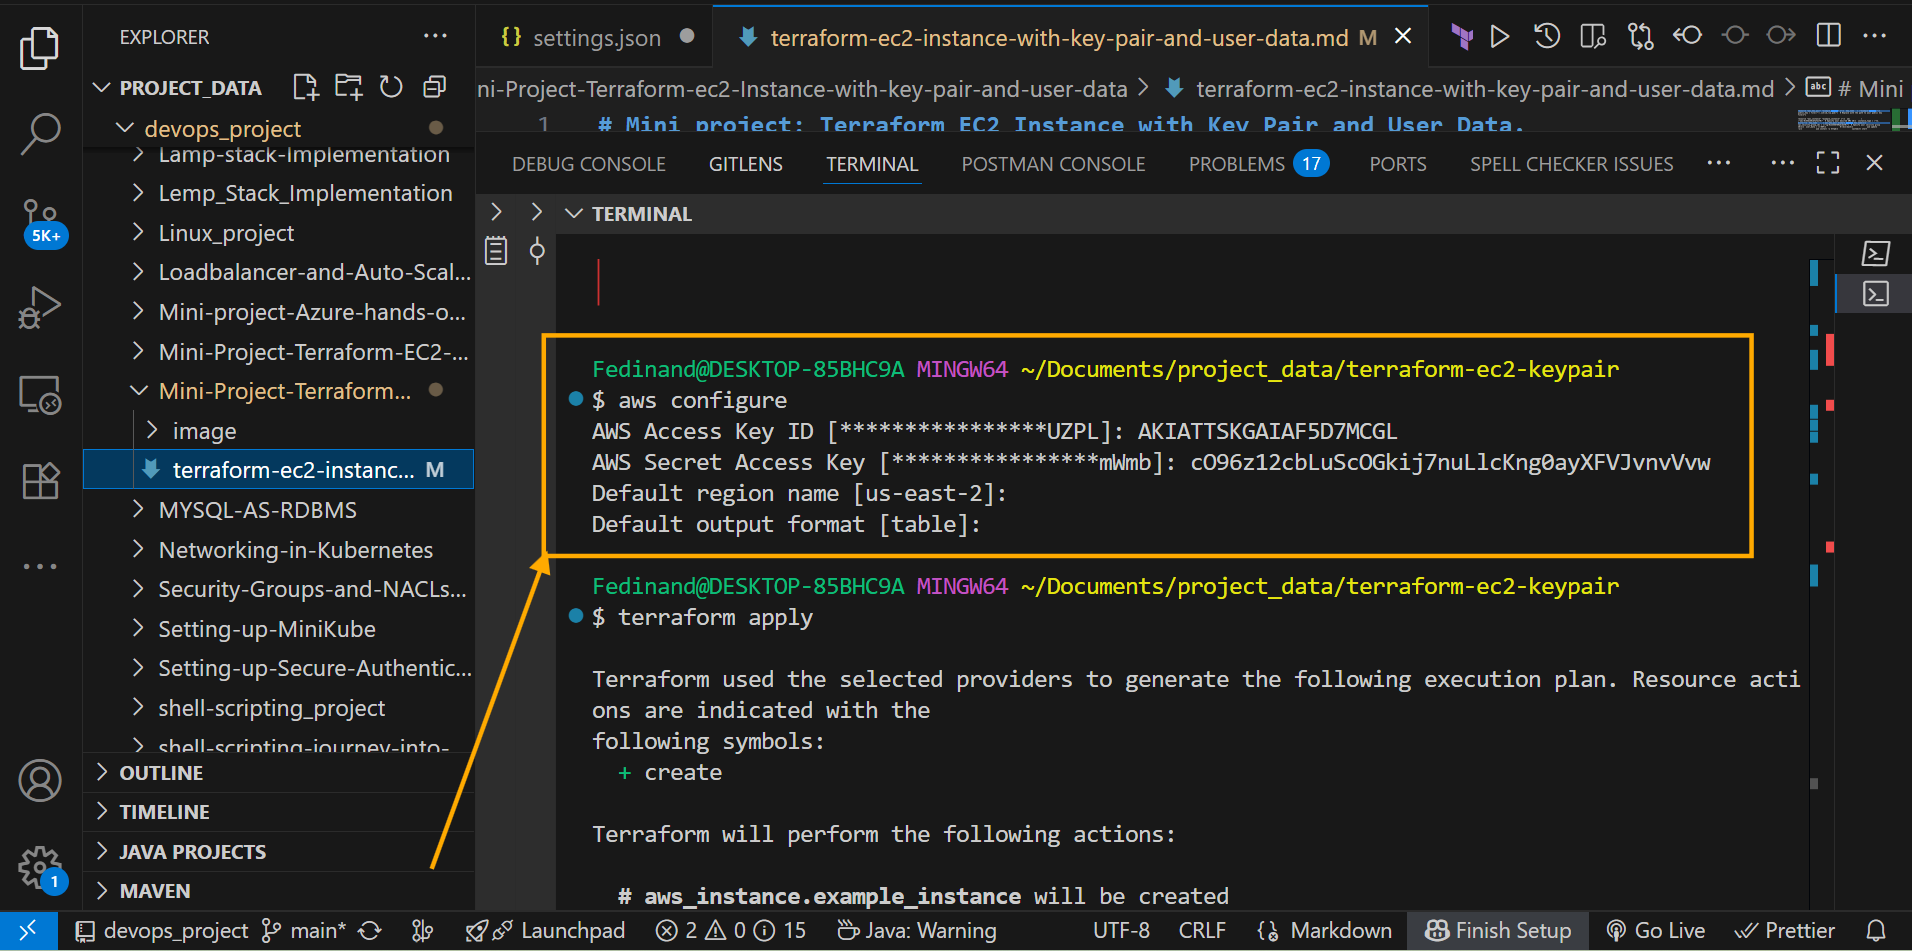 EXPLORER
settings.json
terraform-ec2-instance-with-key-pair-and-user-data.md M
PROJECT_DATA
ni-Project-Terraform-ec2-Instance-with-key-pair-and-user-data
terraform-ec2-instance-with-key-pair-and-user-data.md
abc # Mini
devops_project
1 # Mini project: Terraform EC2 Instance with Key Pair and User Data.
Lamp-stack-Implementation
Lemp_Stack_Implementation
Linux_project
Loadbalancer-and-Auto-Scal...
Mini-project-Azure-hands-o...
Mini-Project-Terraform-EC2-...
Mini-Project-Terraform...
image
terraform-ec2-instanc... M
MYSQL-AS-RDBMS
Networking-in-Kubernetes
Security-Groups-and-NACLs...
Setting-up-MiniKube
Setting-up-Secure-Authentic...
shell-scripting_project
shell-scripting-journey-into-
OUTLINE
TIMELINE
JAVA PROJECTS
MAVEN
5K+
1
DEBUG CONSOLE GITLENS TERMINAL POSTMAN CONSOLE PROBLEMS 17 PORTS SPELL CHECKER ISSUES
TERMINAL
Fedinand@DESKTOP-85BHC9A MINGW64 ~/Documents/project_data/terraform-ec2-keypair
$ aws configure
AWS Access Key ID [****************UZPL]: AKIATTSKGAIAF5D7MCGL
AWS Secret Access Key [****************mWmb]: 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
Default region name [us-east-2]:
Default output format [table]:
Fedinand@DESKTOP-85BHC9A MINGW64 ~/Documents/project_data/terraform-ec2-keypair
$ terraform apply
Terraform used the selected providers to generate the following execution plan. Resource acti
ons are indicated with the
following symbols:
+ create
Terraform will perform the following actions:
# aws_instance.example_instance will be created
devops_project main* Launchpad 2 0 15 Java: Warning UTF-8 CRLF Markdown Finish Setup Go Live Prettier